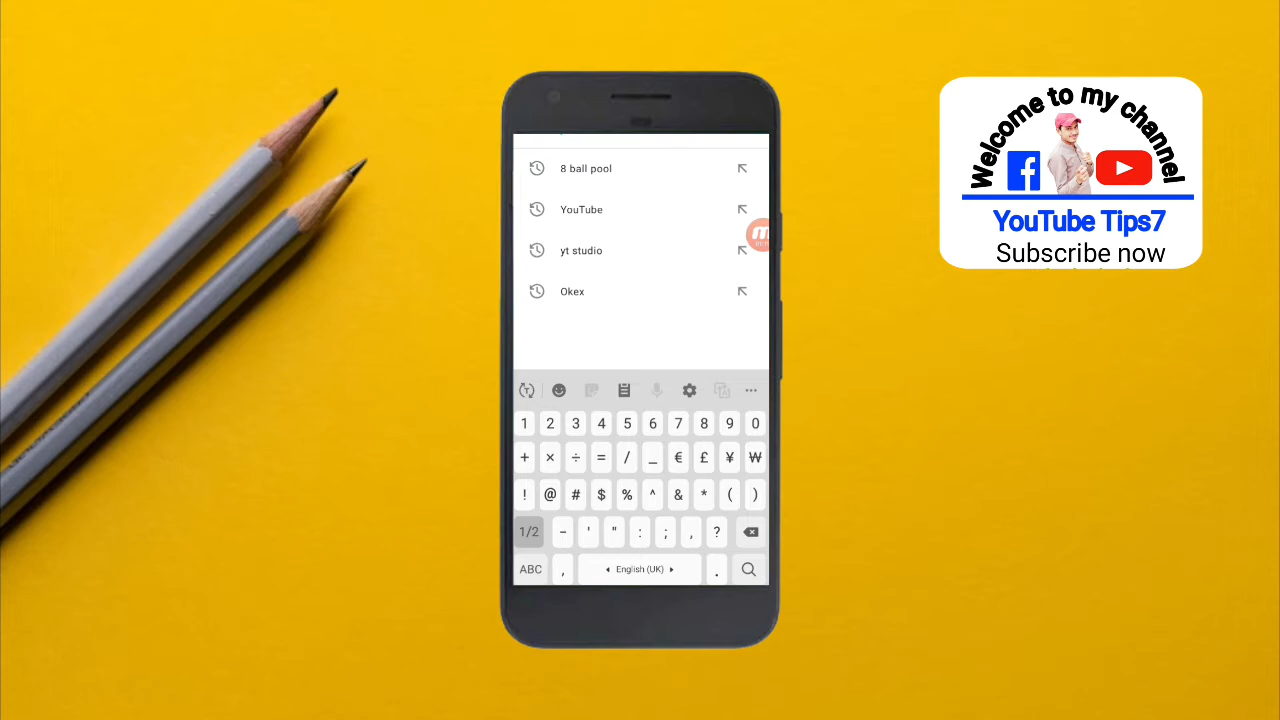 Welcome to my channel
YouTube Tips7
Subscribe now
8 ball pool
YouTube
yt studio
Okex
1 2 3 4 5 6 7 8 9 0
+ × ÷ = / _ € £ ¥ ₩
! @ # $ % ^ & * ( )
1/2 - ' " : ; , ?
ABC , English (UK) .